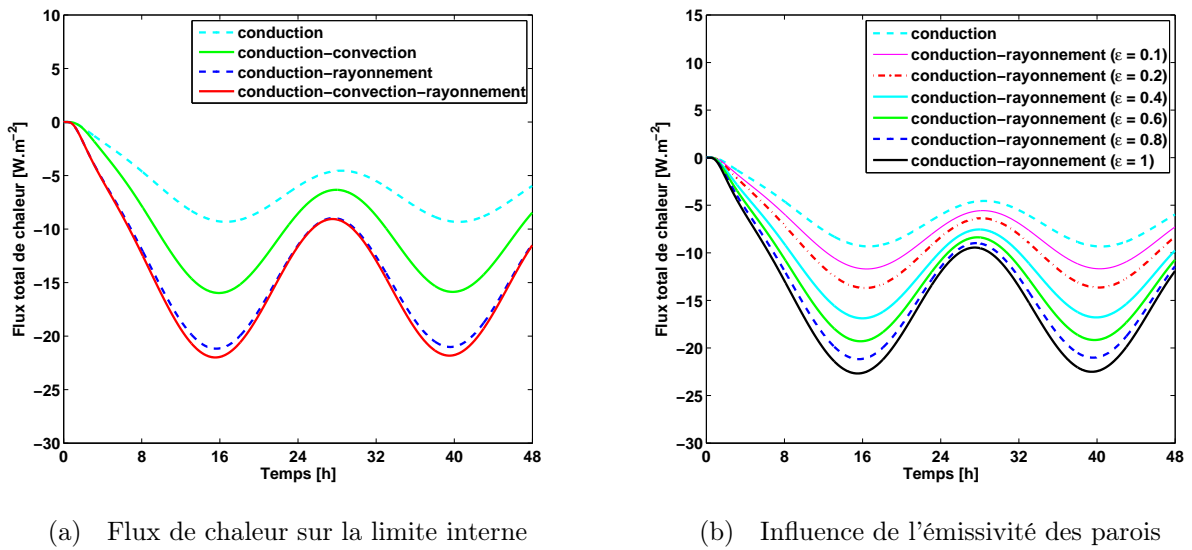 10
5
0
−5
−10
−15
−20
−25
−30
Flux total de chaleur [W.m−2]
conduction
conduction−convection
conduction−rayonnement
conduction−convection−rayonnement
0 8 16 24 32 40 48
Temps [h]
(a) Flux de chaleur sur la limite interne
15
10
5
0
−5
−10
−15
−20
−25
−30
Flux total de chaleur [W.m−2]
conduction
conduction−rayonnement (ε = 0.1)
conduction−rayonnement (ε = 0.2)
conduction−rayonnement (ε = 0.4)
conduction−rayonnement (ε = 0.6)
conduction−rayonnement (ε = 0.8)
conduction−rayonnement (ε = 1)
0 8 16 24 32 40 48
Temps [h]
(b) Influence de l'émissivité des parois